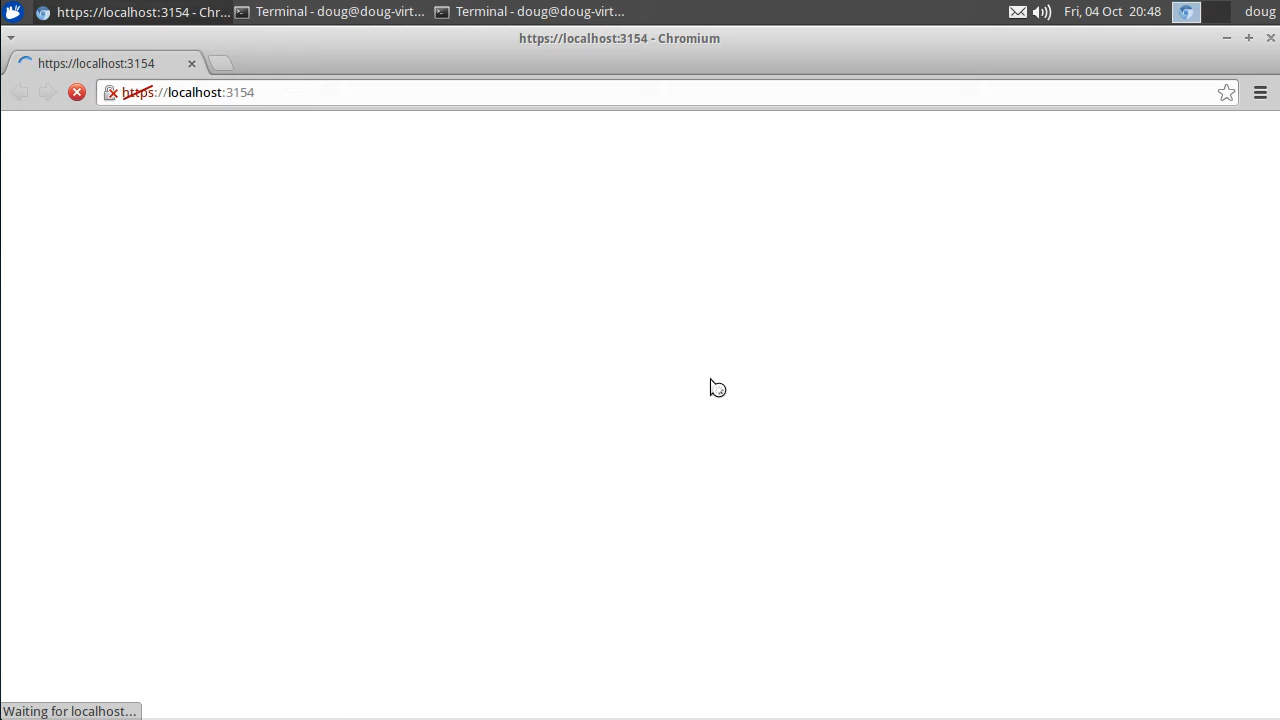 https://localhost:3154 - Chr...
Terminal - doug@doug-virt...
Terminal - doug@doug-virt...
Fri, 04 Oct 20:48
doug
https://localhost:3154 - Chromium
https://localhost:3154
https://localhost:3154
Waiting for localhost...